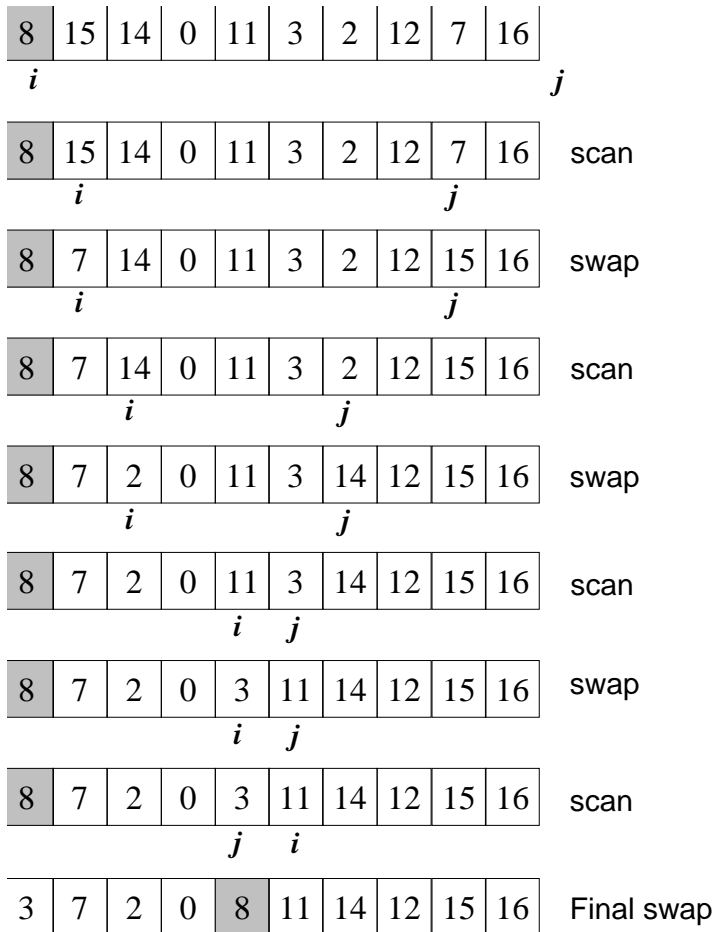 8 15 14 0 11 3 2 12 7 16
i j
8 15 14 0 11 3 2 12 7 16 scan
i j
8 7 14 0 11 3 2 12 15 16 swap
i j
8 7 14 0 11 3 2 12 15 16 scan
i j
8 7 2 0 11 3 14 12 15 16 swap
i j
8 7 2 0 11 3 14 12 15 16 scan
i j
8 7 2 0 3 11 14 12 15 16 swap
i j
8 7 2 0 3 11 14 12 15 16 scan
j i
3 7 2 0 8 11 14 12 15 16 Final swap